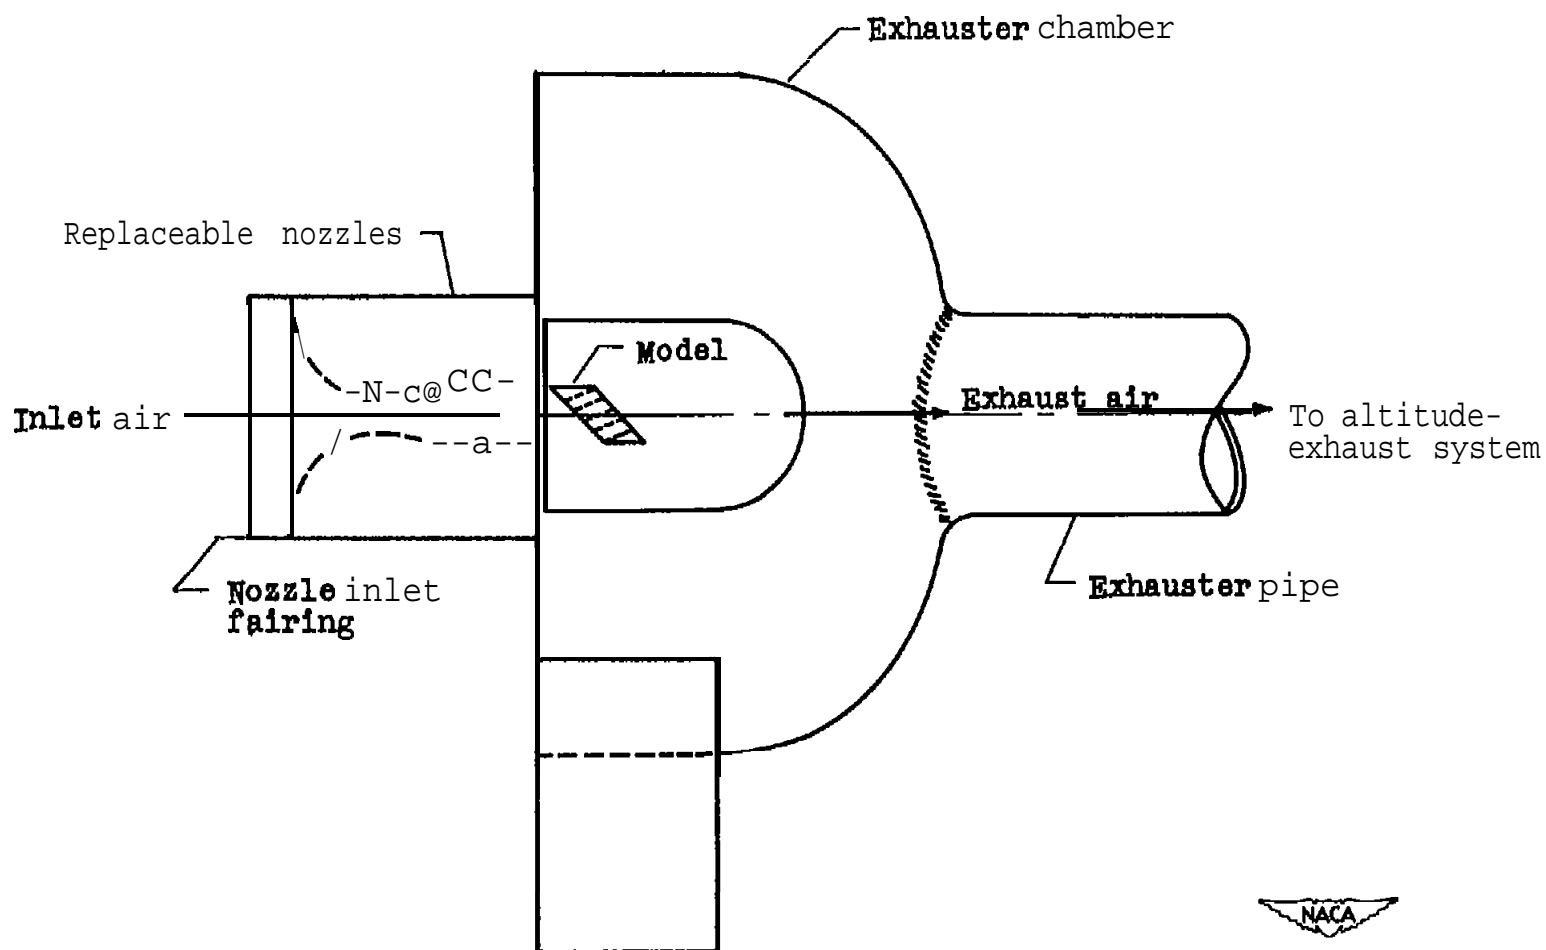 Exhauster chamber
Replaceable nozzles
Model
-N-c@CC-
Inlet air
Exhaust air
--a--
To altitude-
exhaust system
Nozzle inlet
fairing
Exhauster pipe
NACA